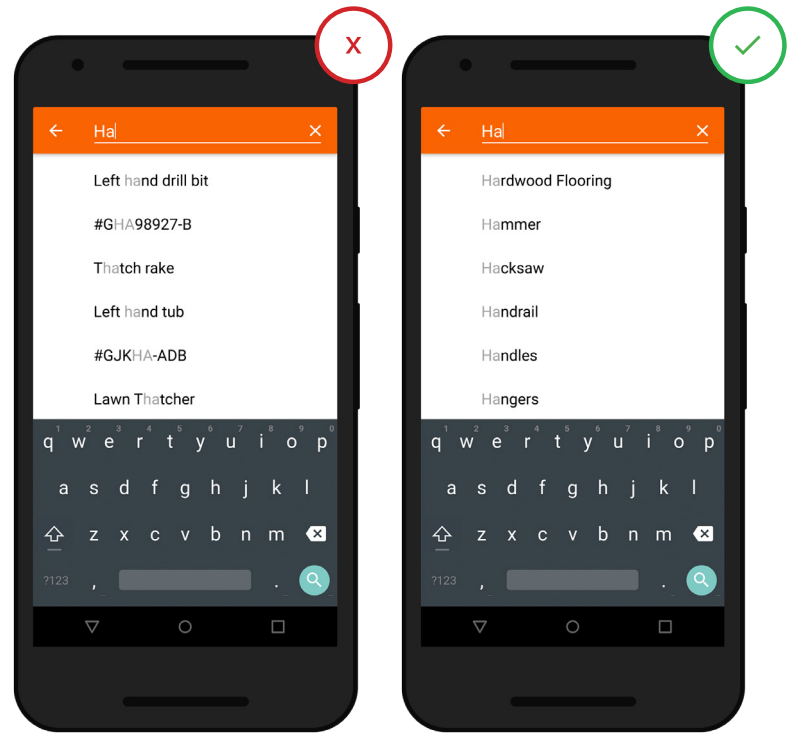 X
Ha
Left hand drill bit
#GHA98927-B
Thatch rake
Left hand tub
#GJKHA-ADB
Lawn Thatcher
1 2 3 4 5 6 7 8 9 0
q w e r t y u i o p
a s d f g h j k l
z x c v b n m
?123 , .
Ha
Hardwood Flooring
Hammer
Hacksaw
Handrail
Handles
Hangers
1 2 3 4 5 6 7 8 9 0
q w e r t y u i o p
a s d f g h j k l
z x c v b n m
?123 , .